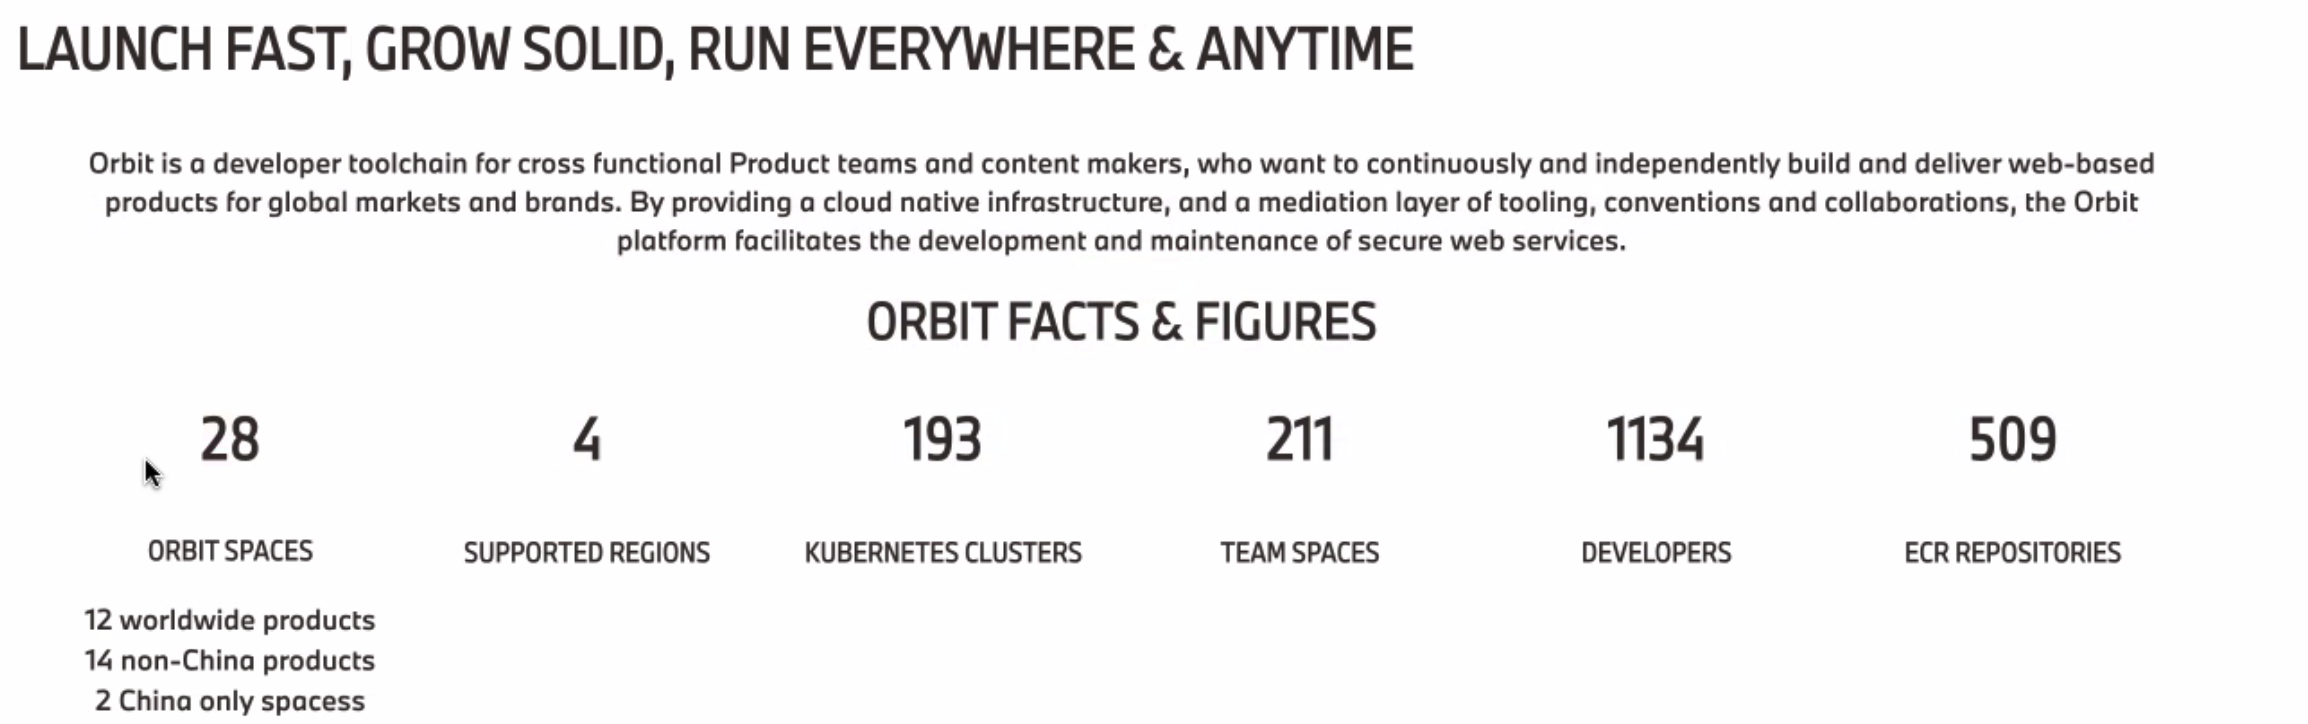 LAUNCH FAST, GROW SOLID, RUN EVERYWHERE & ANYTIME
Orbit is a developer toolchain for cross functional Product teams and content makers, who want to continuously and independently build and deliver web-based
products for global markets and brands. By providing a cloud native infrastructure, and a mediation layer of tooling, conventions and collaborations, the Orbit
platform facilitates the development and maintenance of secure web services.
ORBIT FACTS & FIGURES
28
ORBIT SPACES
12 worldwide products
14 non-China products
2 China only spacess
4
SUPPORTED REGIONS
193
KUBERNETES CLUSTERS
211
TEAM SPACES
1134
DEVELOPERS
509
ECR REPOSITORIES